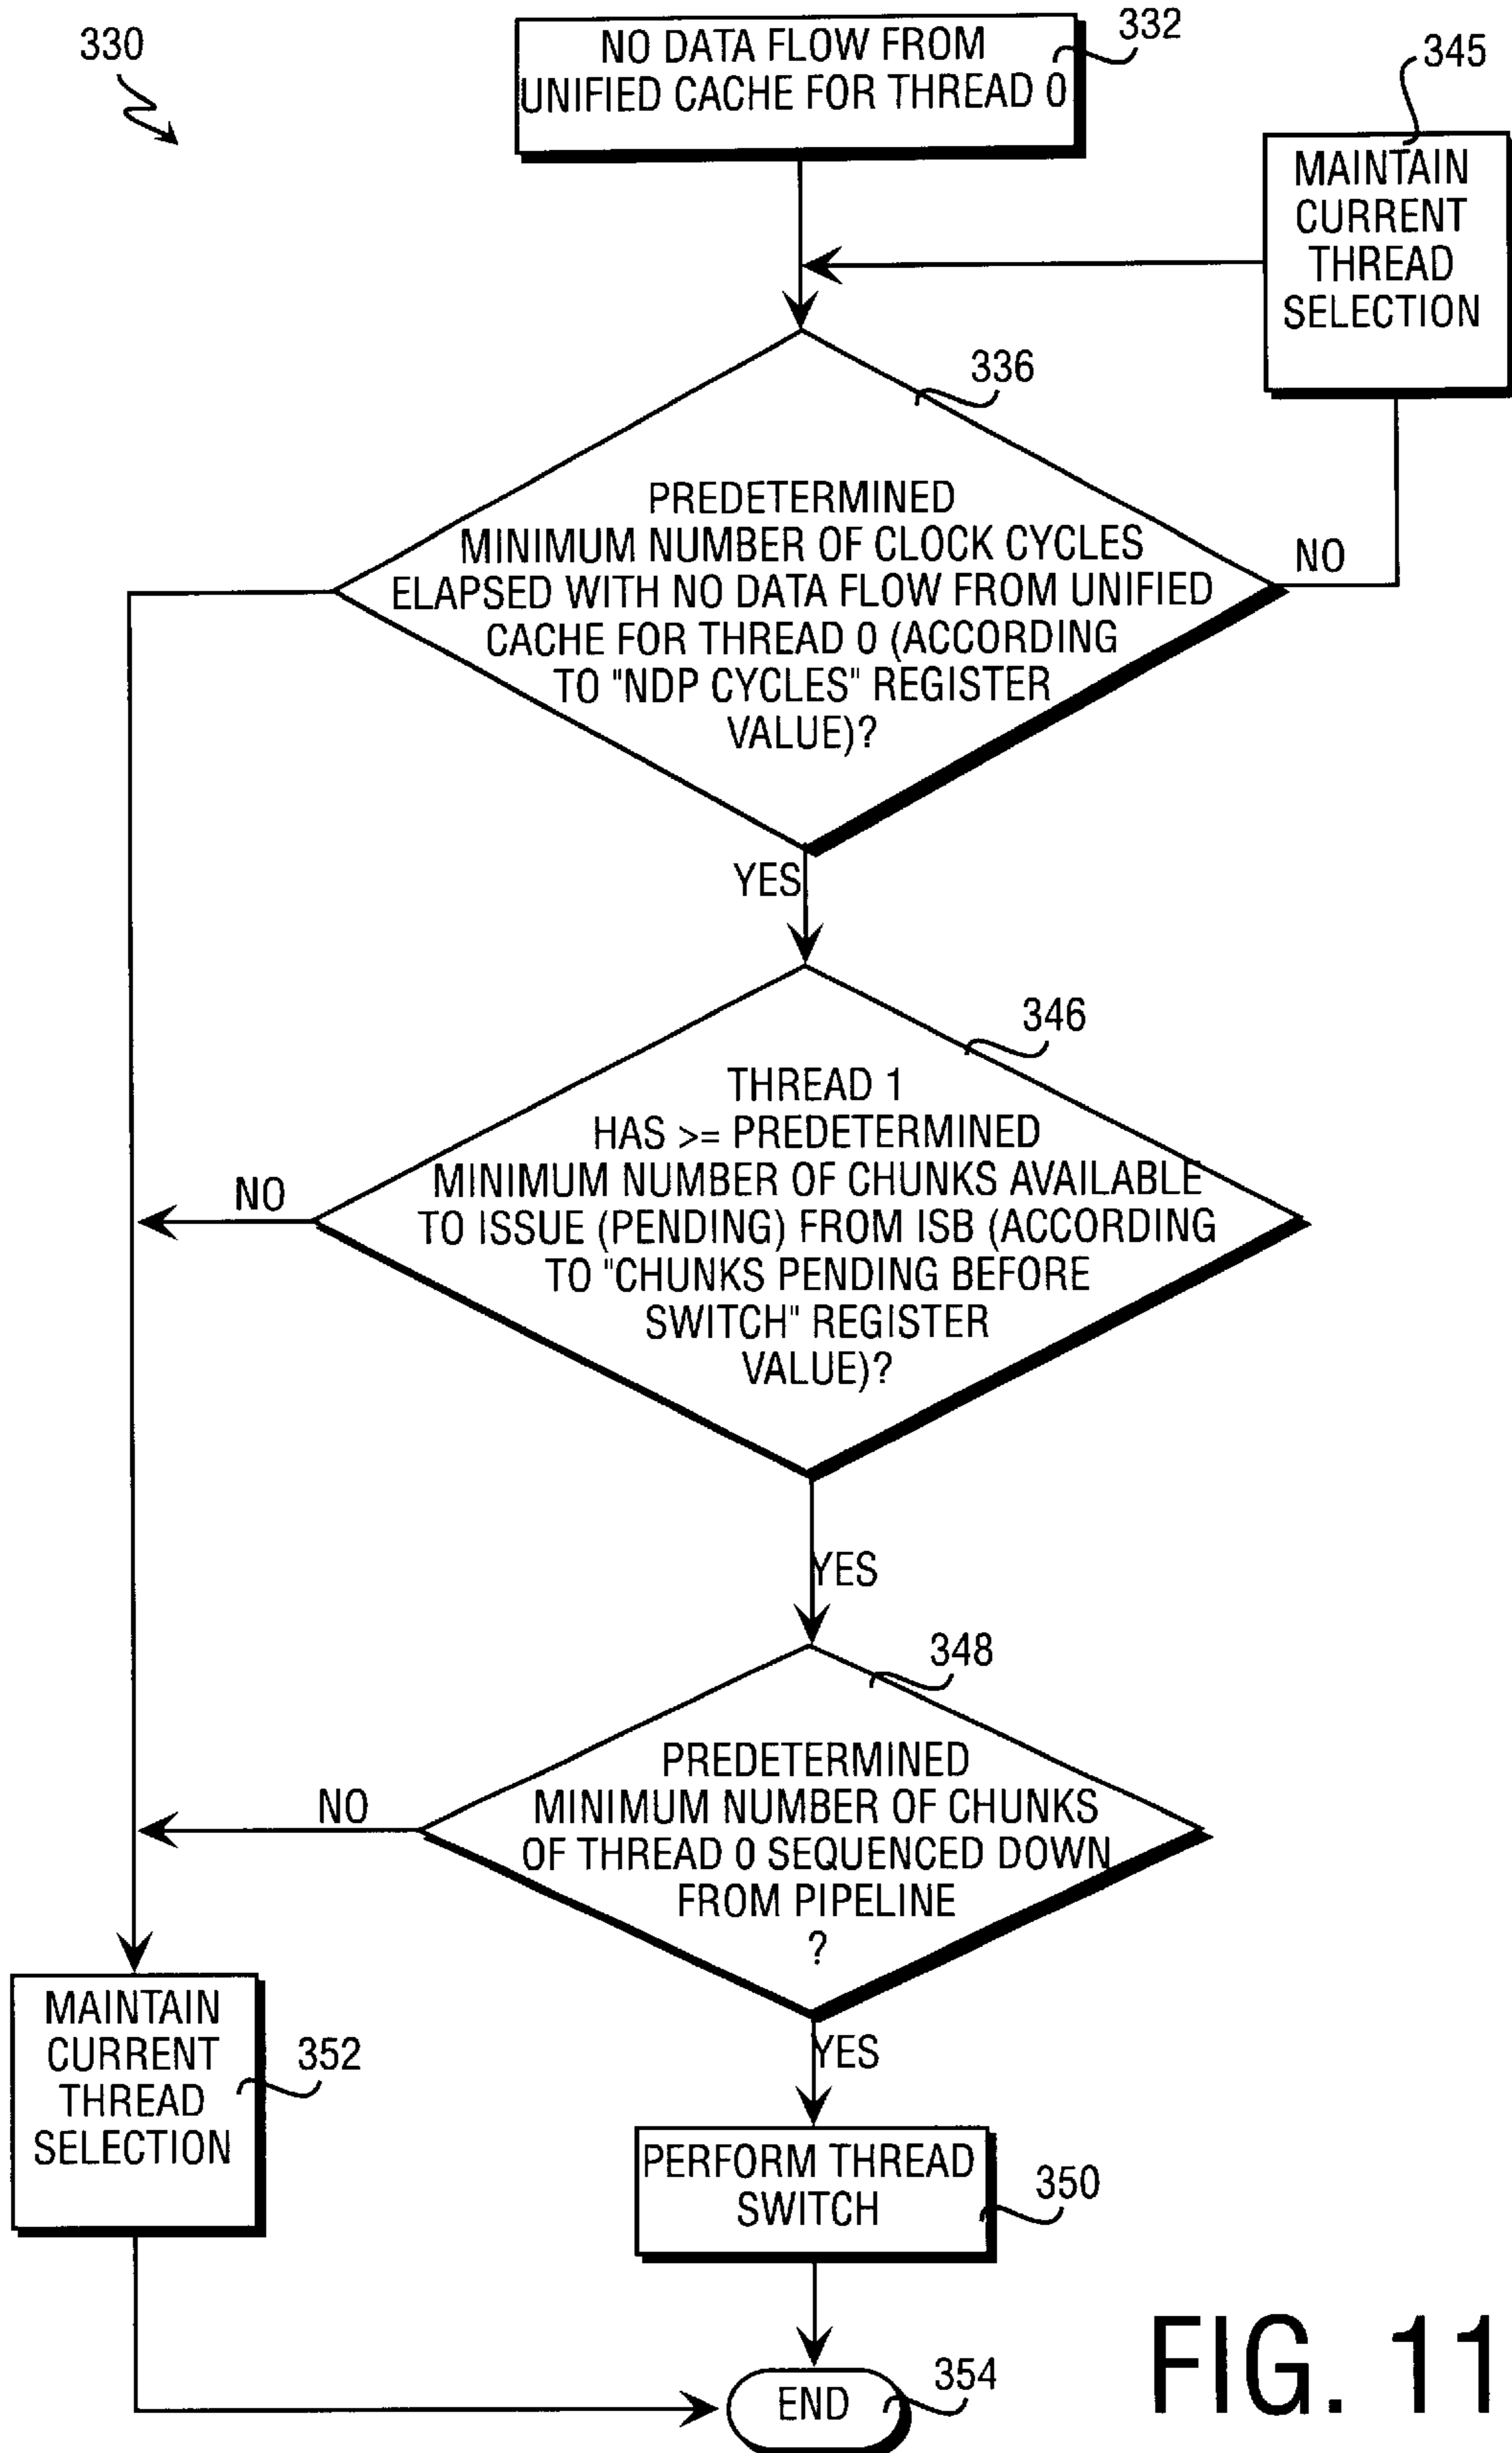 330
NO DATA FLOW FROM
UNIFIED CACHE FOR THREAD 0
332
345
MAINTAIN
CURRENT
THREAD
SELECTION
336
PREDETERMINED
MINIMUM NUMBER OF CLOCK CYCLES
ELAPSED WITH NO DATA FLOW FROM UNIFIED
CACHE FOR THREAD 0 (ACCORDING
TO "NDP CYCLES" REGISTER
VALUE)?
NO
YES
346
THREAD 1
HAS >= PREDETERMINED
MINIMUM NUMBER OF CHUNKS AVAILABLE
TO ISSUE (PENDING) FROM ISB (ACCORDING
TO "CHUNKS PENDING BEFORE
SWITCH" REGISTER
VALUE)?
NO
YES
348
PREDETERMINED
MINIMUM NUMBER OF CHUNKS
OF THREAD 0 SEQUENCED DOWN
FROM PIPELINE
?
NO
YES
MAINTAIN
CURRENT
THREAD
SELECTION
352
PERFORM THREAD
SWITCH
350
END
354
FIG. 11